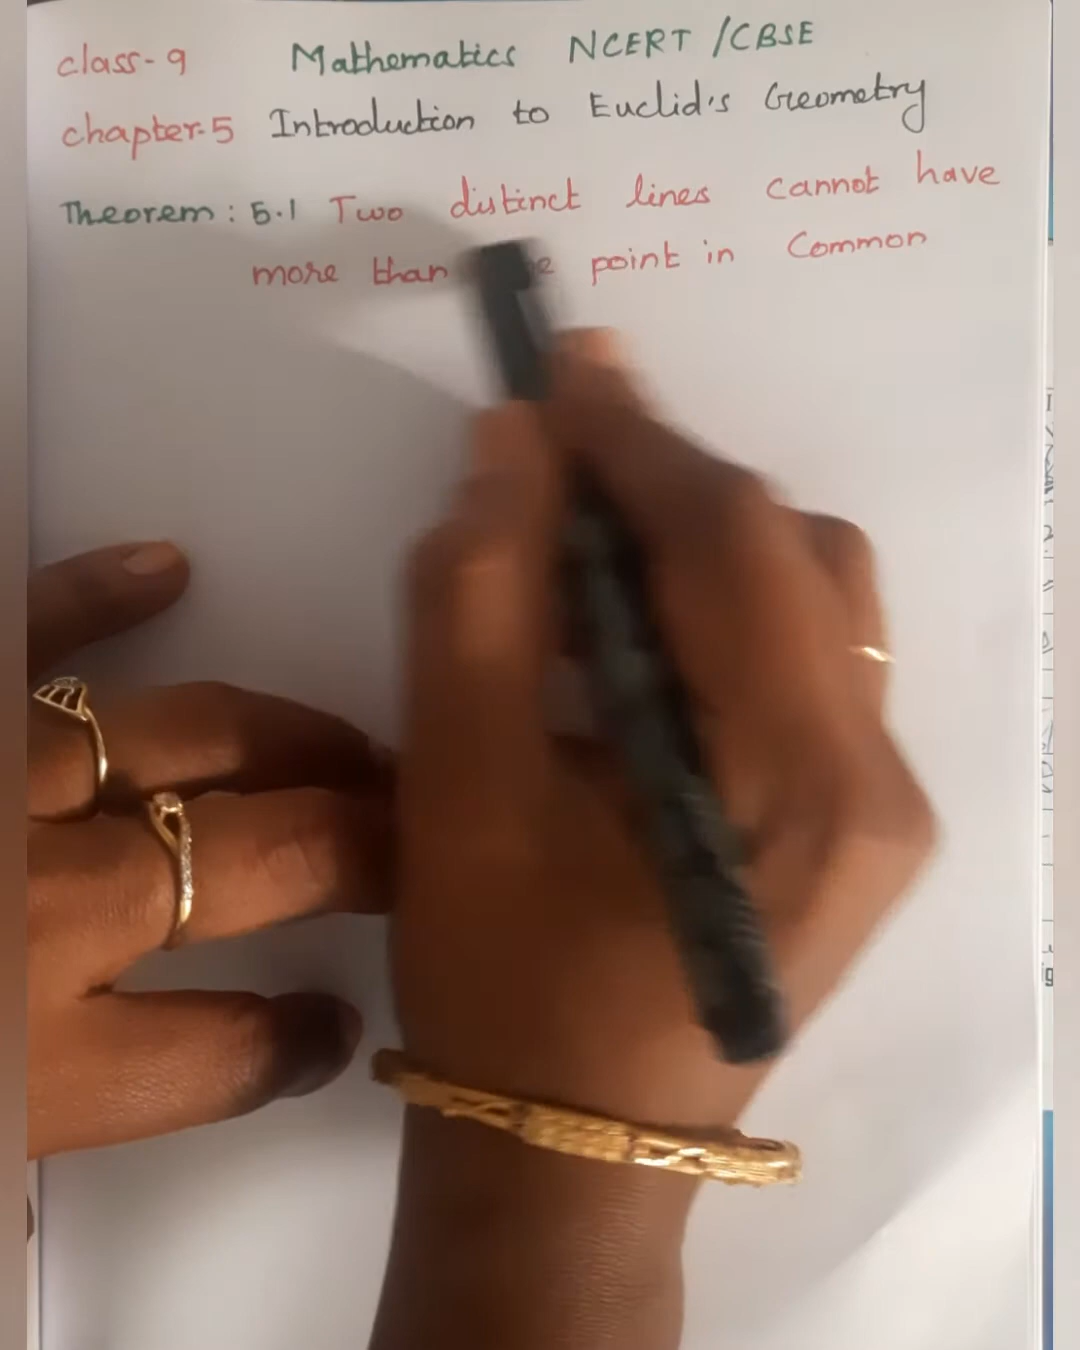 class-9 Mathematics NCERT /CBSE
chapter-5 Introduction to Euclid's Geometry
Theorem: 5.1 Two distinct lines cannot have
more than point in Common